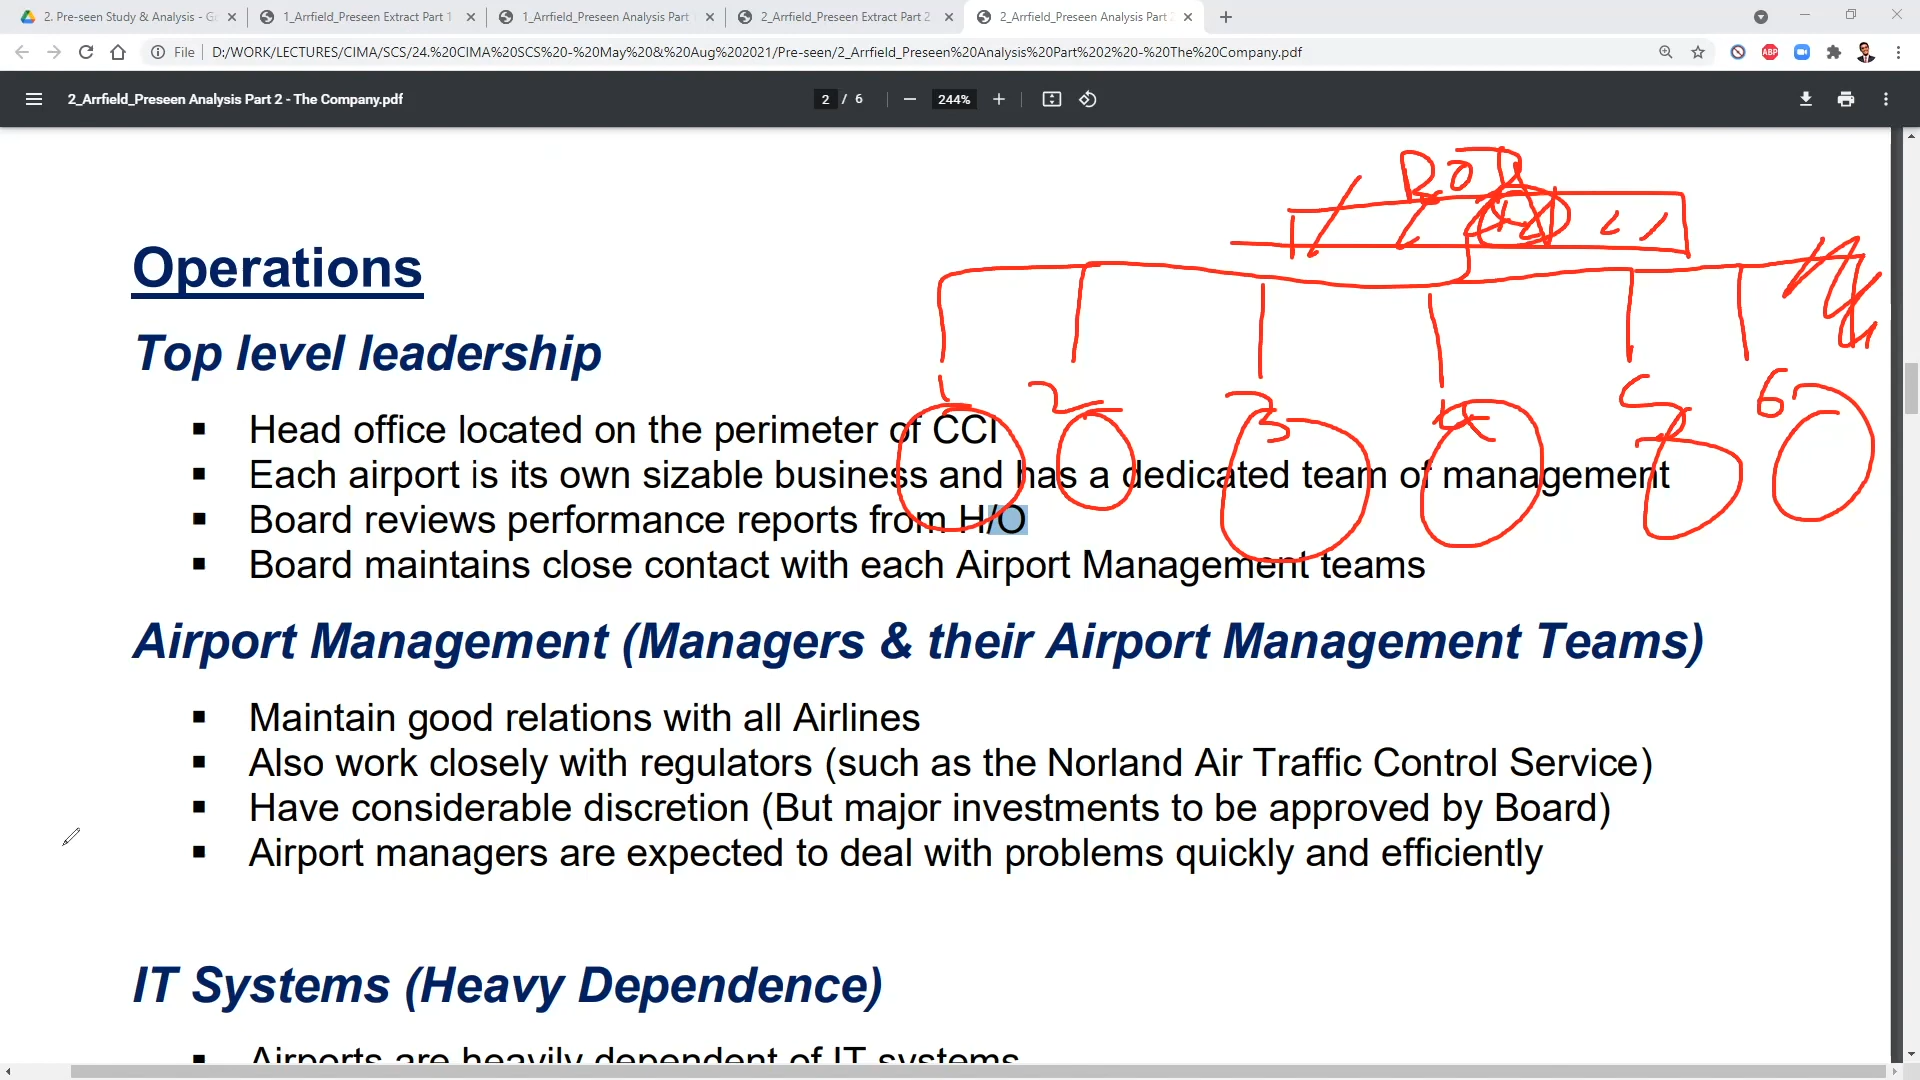 2. Pre-seen Study & Analysis - G
1_Arrfield_Preseen Extract Part 1
1_Arrfield_Preseen Analysis Part
2_Arrfield_Preseen Extract Part 2
2_Arrfield_Preseen Analysis Part
File | D:/WORK/LECTURES/CIMA/SCS/24.%20CIMA%20SCS%20-%20May%20&%20Aug%202021/Pre-seen/2_Arrfield_Preseen%20Analysis%20Part%202%20-%20The%20Company.pdf
ABP
2_Arrfield_Preseen Analysis Part 2 - The Company.pdf
2 / 6
244%
BOD
Operations
Top level leadership
2 3 4 5 6
▪ Head office located on the perimeter of CCI
▪ Each airport is its own sizable business and has a dedicated team of management
▪ Board reviews performance reports from H/O
▪ Board maintains close contact with each Airport Management teams
Airport Management (Managers & their Airport Management Teams)
▪ Maintain good relations with all Airlines
▪ Also work closely with regulators (such as the Norland Air Traffic Control Service)
▪ Have considerable discretion (But major investments to be approved by Board)
▪ Airport managers are expected to deal with problems quickly and efficiently
IT Systems (Heavy Dependence)
▪ Airports are heavily dependent of IT systems